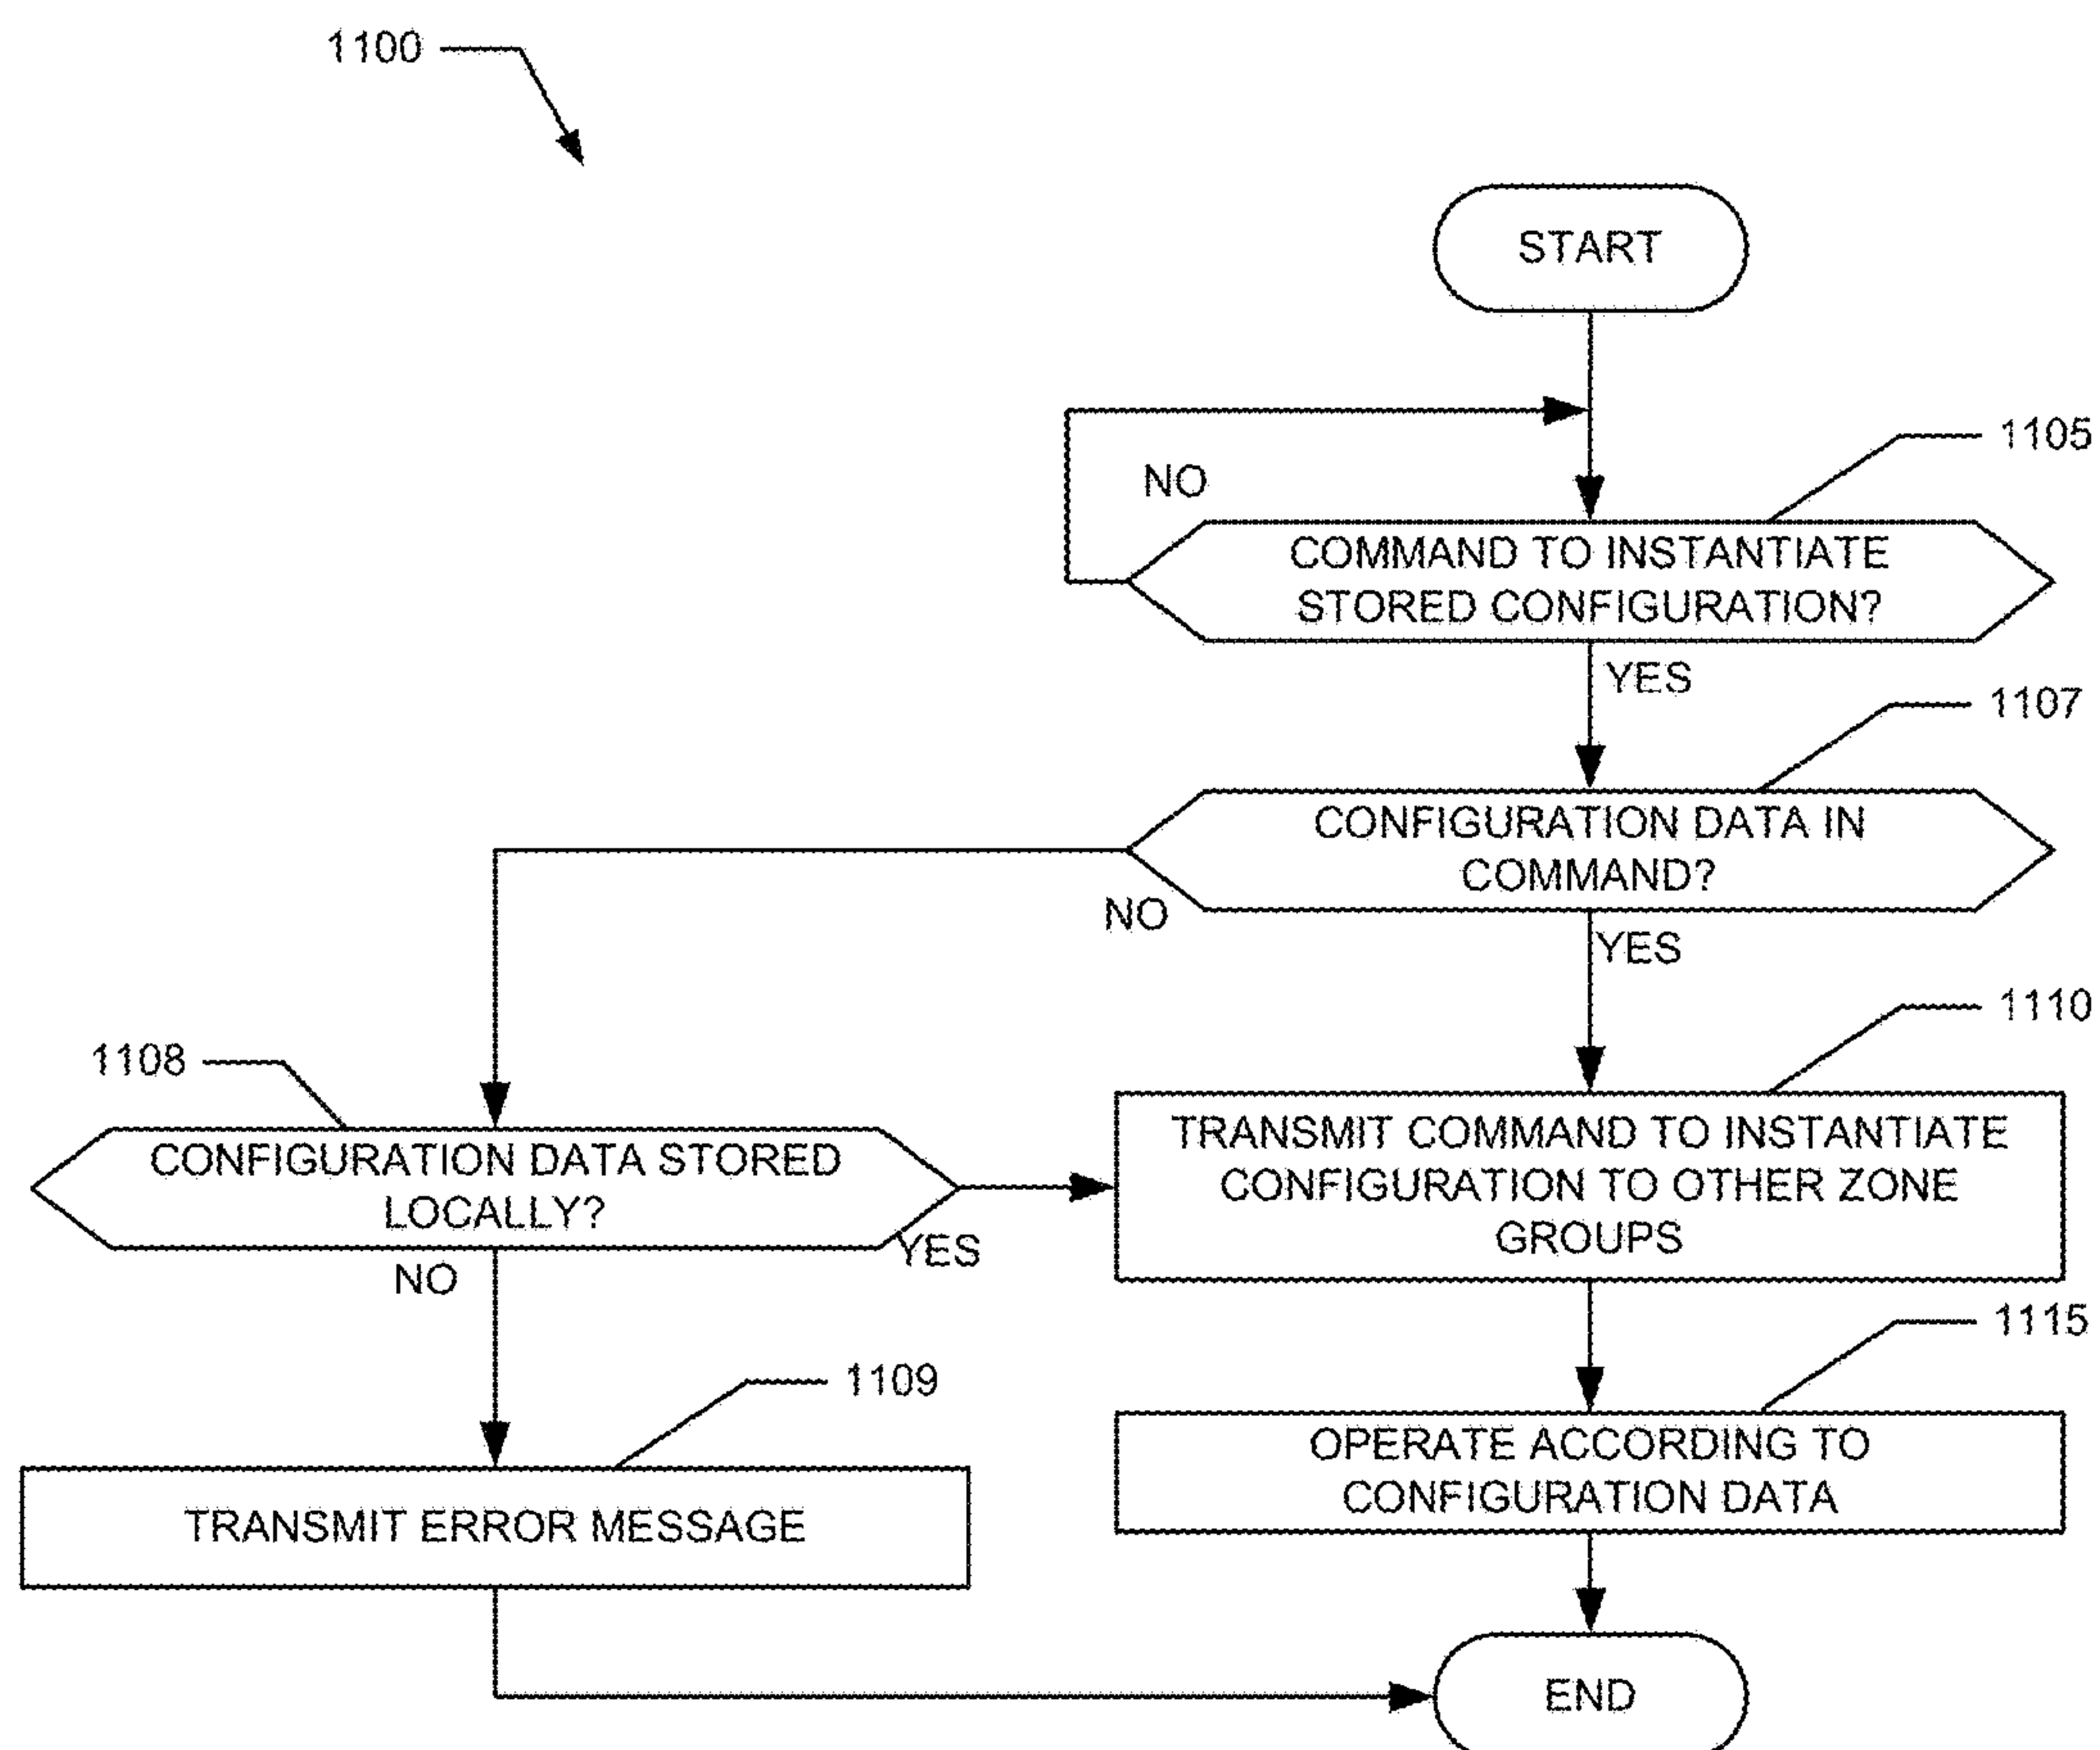 1100
START
1105
NO
COMMAND TO INSTANTIATE
STORED CONFIGURATION?
YES
1107
CONFIGURATION DATA IN
COMMAND?
NO
YES
1110
1108
TRANSMIT COMMAND TO INSTANTIATE
CONFIGURATION TO OTHER ZONE
GROUPS
CONFIGURATION DATA STORED
LOCALLY?
YES
NO
1115
1109
OPERATE ACCORDING TO
CONFIGURATION DATA
TRANSMIT ERROR MESSAGE
END